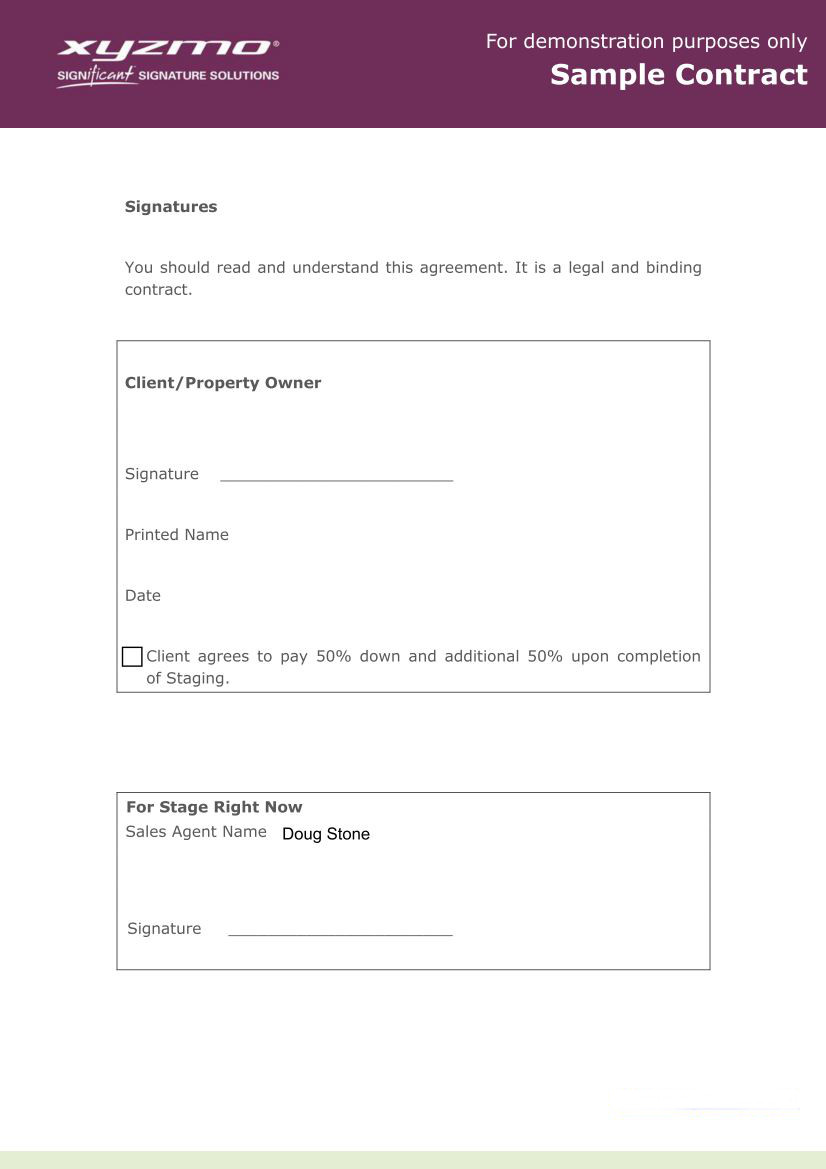 xyzmo®
SIGNificant SIGNATURE SOLUTIONS
For demonstration purposes only
Sample Contract
Signatures
You should read and understand this agreement. It is a legal and binding
contract.
Client/Property Owner
Signature
Printed Name
Date
Client agrees to pay 50% down and additional 50% upon completion
of Staging.
For Stage Right Now
Sales Agent Name Doug Stone
Signature